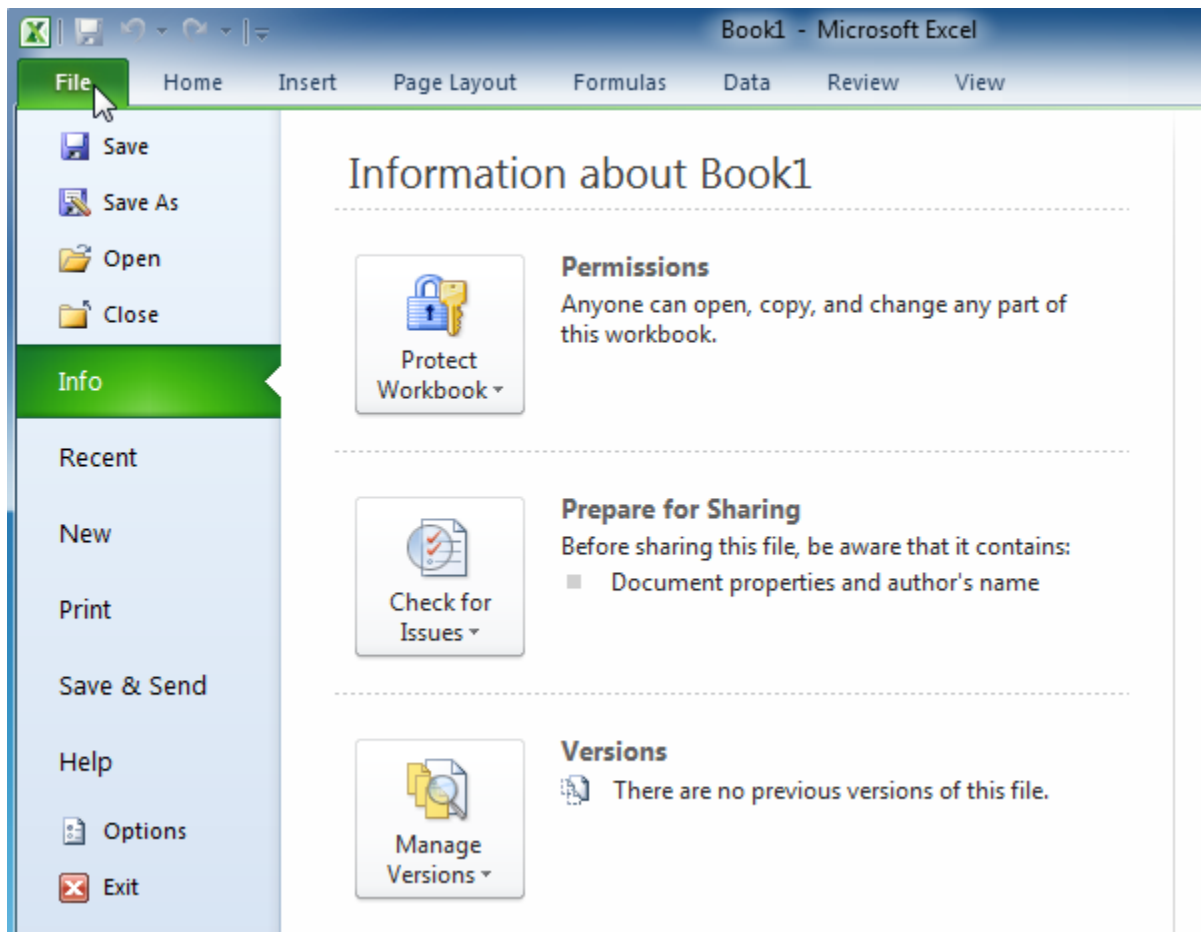 Book1 - Microsoft Excel
File Home Insert Page Layout Formulas Data Review View
Save
Save As
Open
Close
Info
Recent
New
Print
Save & Send
Help
Options
Exit
Information about Book1
Protect
Workbook
Permissions
Anyone can open, copy, and change any part of
this workbook.
Check for
Issues
Prepare for Sharing
Before sharing this file, be aware that it contains:
Document properties and author's name
Manage
Versions
Versions
There are no previous versions of this file.